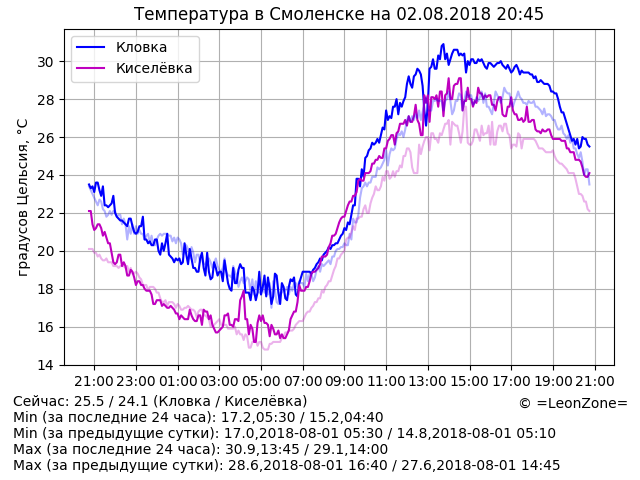 Температура в Смоленске на 02.08.2018 20:45
Кловка
Киселёвка
градусов Цельсия, °C
30
28
26
24
22
20
18
16
14
21:00 23:00 01:00 03:00 05:00 07:00 09:00 11:00 13:00 15:00 17:00 19:00 21:00
Сейчас: 25.5 / 24.1 (Кловка / Киселёвка)
© =LeonZone=
Min (за последние 24 часа): 17.2,05:30 / 15.2,04:40
Min (за предыдущие сутки): 17.0,2018-08-01 05:30 / 14.8,2018-08-01 05:10
Max (за последние 24 часа): 30.9,13:45 / 29.1,14:00
Max (за предыдущие сутки): 28.6,2018-08-01 16:40 / 27.6,2018-08-01 14:45